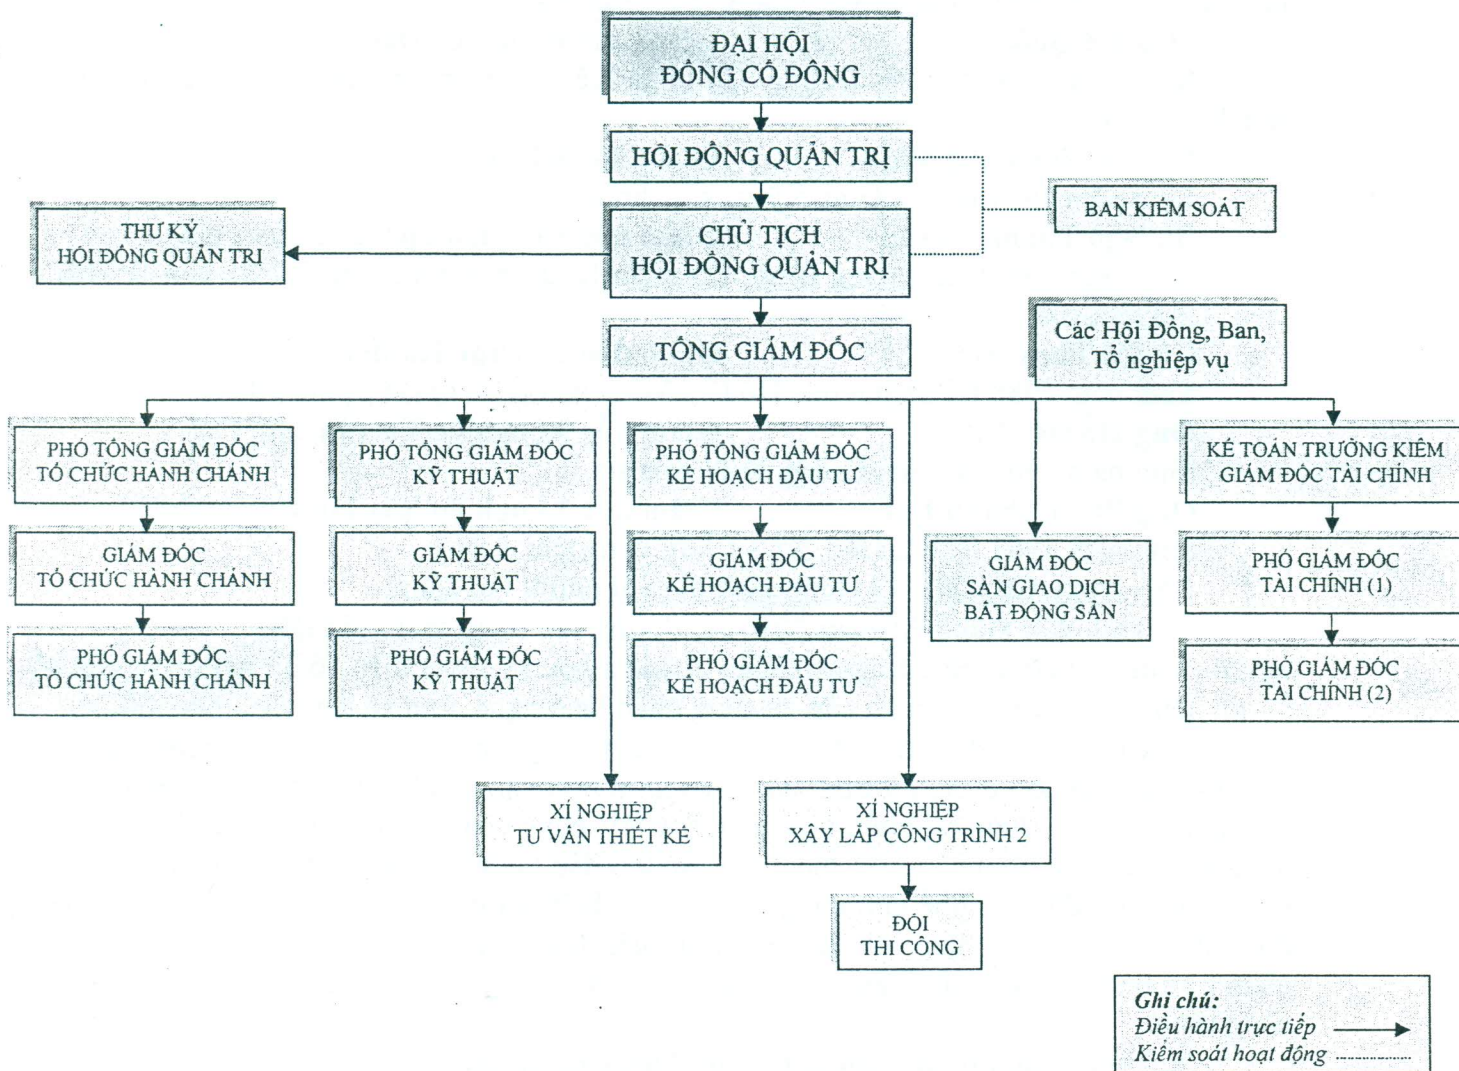 ĐẠI HỘI
ĐỒNG CỔ ĐÔNG
HỘI ĐỒNG QUẢN TRỊ
BAN KIỂM SOÁT
THƯ KÝ
HỘI ĐỒNG QUẢN TRỊ
CHỦ TỊCH
HỘI ĐỒNG QUẢN TRỊ
Các Hội Đồng, Ban,
Tổ nghiệp vụ
TỔNG GIÁM ĐỐC
PHÓ TỔNG GIÁM ĐỐC
TỔ CHỨC HÀNH CHÁNH
PHÓ TỔNG GIÁM ĐỐC
KỸ THUẬT
PHÓ TỔNG GIÁM ĐỐC
KẾ HOẠCH ĐẦU TƯ
KẾ TOÁN TRƯỞNG KIÊM
GIÁM ĐỐC TÀI CHÍNH
GIÁM ĐỐC
TỔ CHỨC HÀNH CHÁNH
GIÁM ĐỐC
KỸ THUẬT
GIÁM ĐỐC
KẾ HOẠCH ĐẦU TƯ
GIÁM ĐỐC
SÀN GIAO DỊCH
BẤT ĐỘNG SẢN
PHÓ GIÁM ĐỐC
TÀI CHÍNH (1)
PHÓ GIÁM ĐỐC
TỔ CHỨC HÀNH CHÁNH
PHÓ GIÁM ĐỐC
KỸ THUẬT
PHÓ GIÁM ĐỐC
KẾ HOẠCH ĐẦU TƯ
PHÓ GIÁM ĐỐC
TÀI CHÍNH (2)
XÍ NGHIỆP
TƯ VẤN THIẾT KẾ
XÍ NGHIỆP
XÂY LẮP CÔNG TRÌNH 2
ĐỘI
THI CÔNG
Ghi chú:
Điều hành trực tiếp
Kiểm soát hoạt động